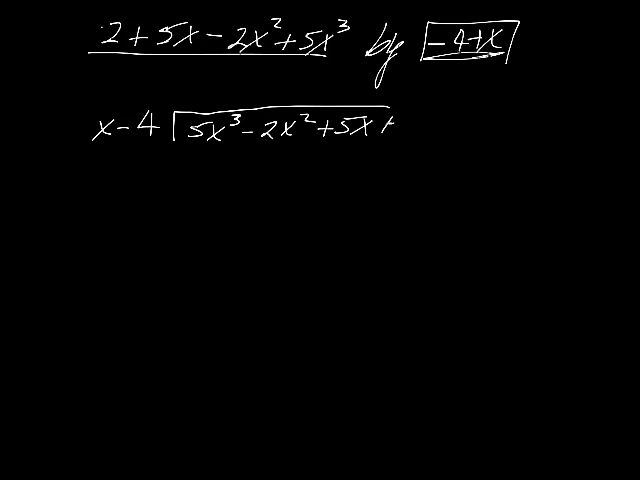 2 + 5x - 2x² + 5x³ by -4+x
x - 4 5x³ - 2x² + 5x +